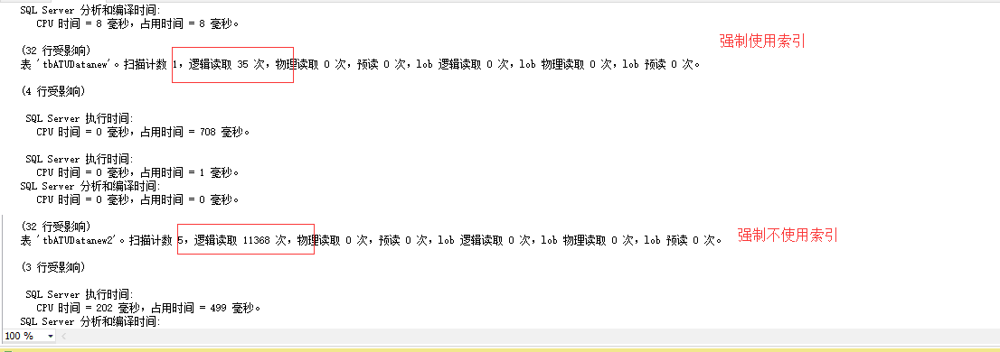 SQL Server 分析和编译时间:
CPU 时间 = 8 毫秒，占用时间 = 8 毫秒。
强制使用索引
(32 行受影响)
表 'tbATUDatanew'。扫描计数 1，逻辑读取 35 次，物理读取 0 次，预读 0 次，lob 逻辑读取 0 次，lob 物理读取 0 次，lob 预读 0 次。
(4 行受影响)
SQL Server 执行时间:
CPU 时间 = 0 毫秒，占用时间 = 708 毫秒。
SQL Server 执行时间:
CPU 时间 = 0 毫秒，占用时间 = 1 毫秒。
SQL Server 分析和编译时间:
CPU 时间 = 0 毫秒，占用时间 = 0 毫秒。
(32 行受影响)
表 'tbATUDatanew2'。扫描计数 5，逻辑读取 11368 次，物理读取 0 次，预读 0 次，lob 逻辑读取 0 次，lob 物理读取 0 次，lob 预读 0 次。
强制不使用索引
(3 行受影响)
SQL Server 执行时间:
CPU 时间 = 202 毫秒，占用时间 = 499 毫秒。
SQL Server 分析和编译时间:
100 %